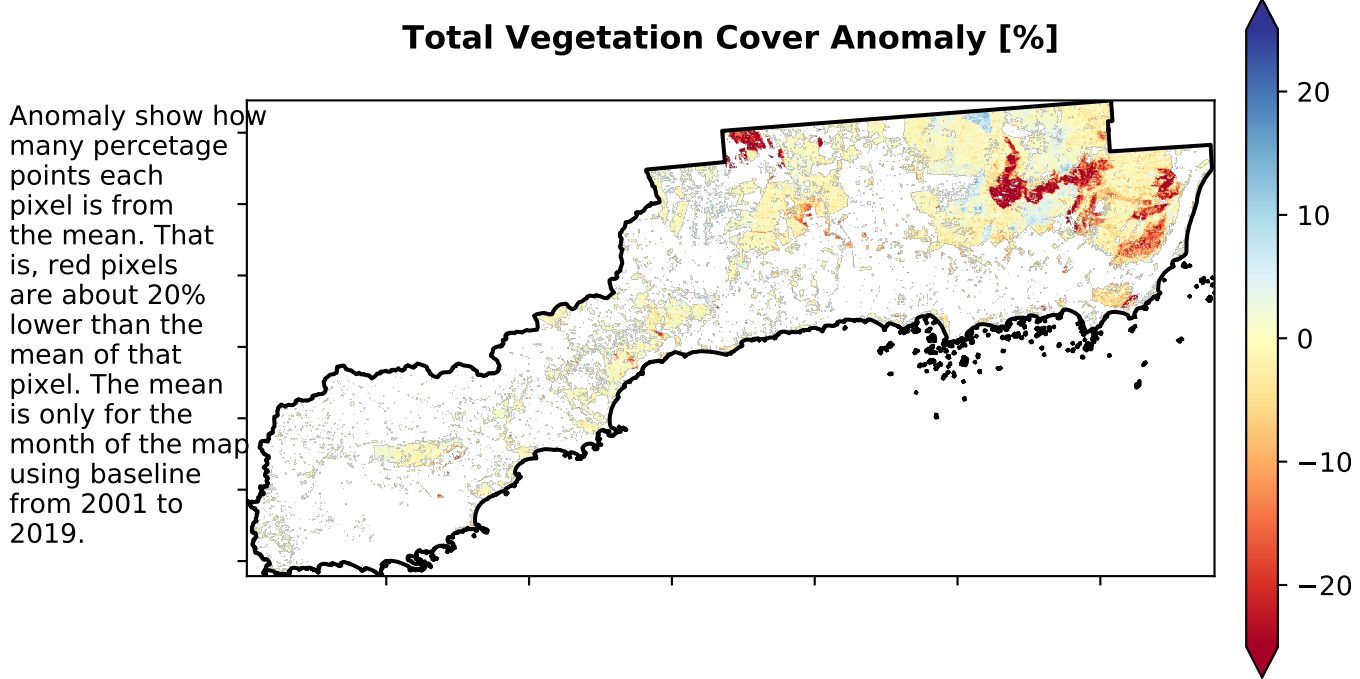 Total Vegetation Cover Anomaly [%]
Anomaly show how
many percetage
points each
pixel is from
the mean. That
is, red pixels
are about 20%
lower than the
mean of that
pixel. The mean
is only for the
month of the map
using baseline
from 2001 to
2019.
20
10
0
−10
−20